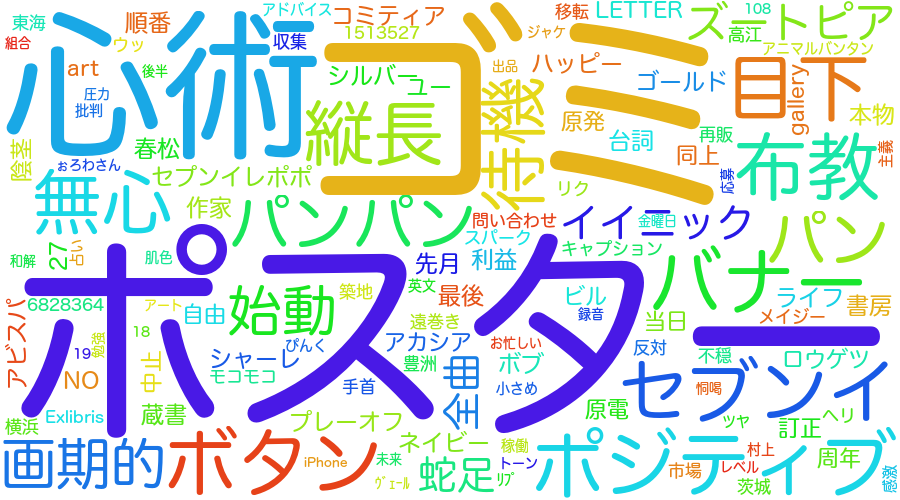 東海
順番
アドバイス
コミティア
移転
LETTER
ズートピア
108
組合
ウッ
収集
1513527
ジャケ
高江
アニマルバンタン
心術
ゴミ
art
後半
シルバー
出品
ハッピー
ゴールド
目下
圧力
ユー
gallery
批判
縦長
待機
原発
台詞
再販
本物
陰茎
春松
同上
主義
ぉろわさん
セブンイレポポ
リク
応募
布教
無心
作家
パンパン
問い合わせ
イイニック
金曜日
パン
27
占い
スパーク
キャプション
和解
肌色
先月
利益
ポスター
バナー
英文
6828364
アート
自由
始動
築地
最後
ビル
ライフ
書房
録音
メイジー
アビスパ
18
遠巻き
当日
19
勉強
ぴんく
アカシア
お忙しい
反対
不穏
ロウゲツ
NO
中止
シャーレ
豊洲
ボブ
モコモコ
手首
全曲
小さめ
セブンイ
恫喝
横浜
Exlibris
蔵書
プレーオフ
原電
ツヤ
訂正
ヘリ
画期的
ボタン
ネイビー
稼働
ポジティブ
村上
周年
iPhone
未来
蛇足
トーン
市場
レベル
ヴェール
リプ
茨城
感激